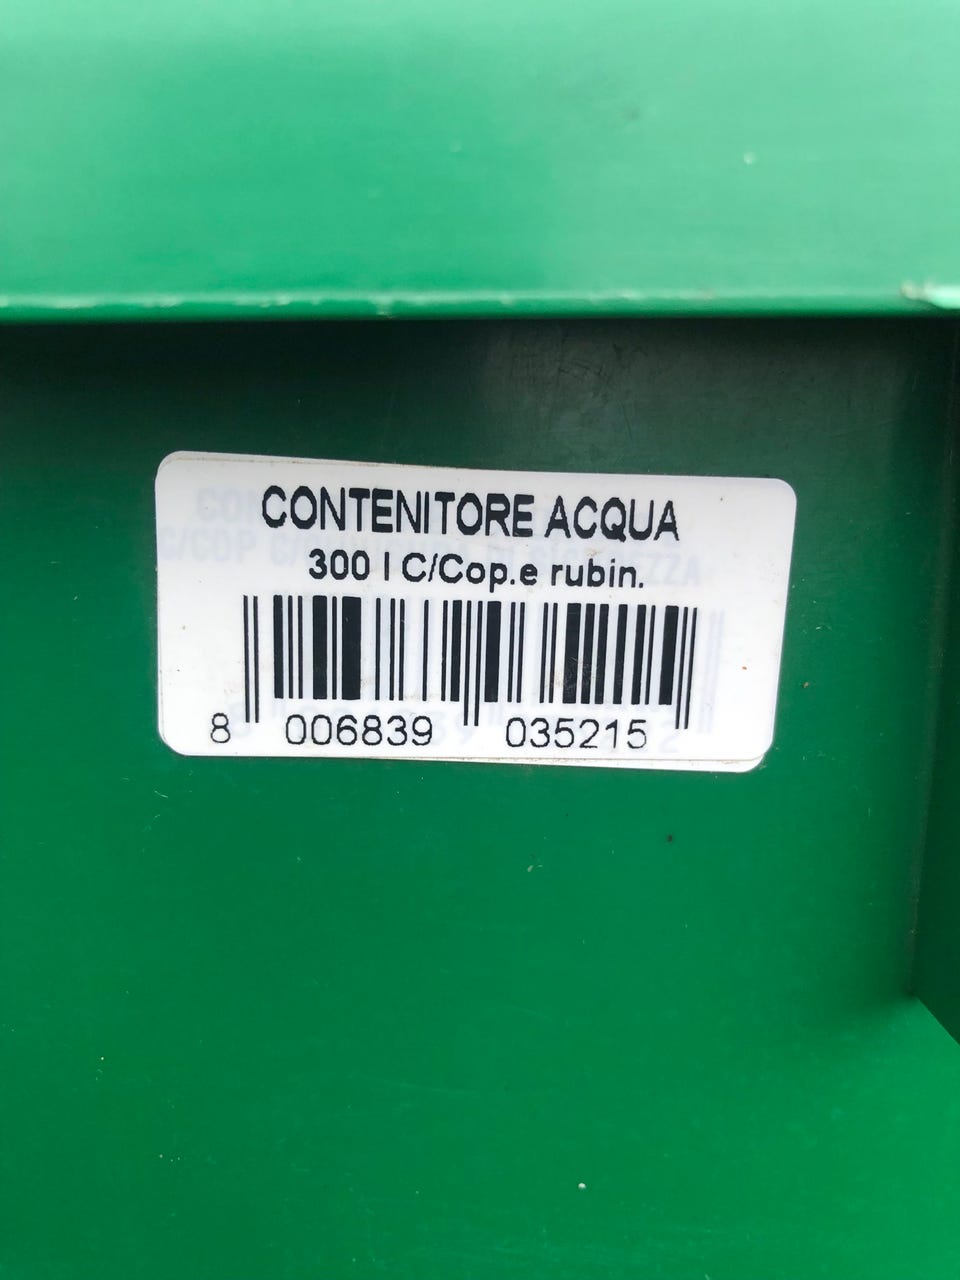 CONTENITORE ACQUA
300 l C/Cop.e rubin.
8 006839 035215